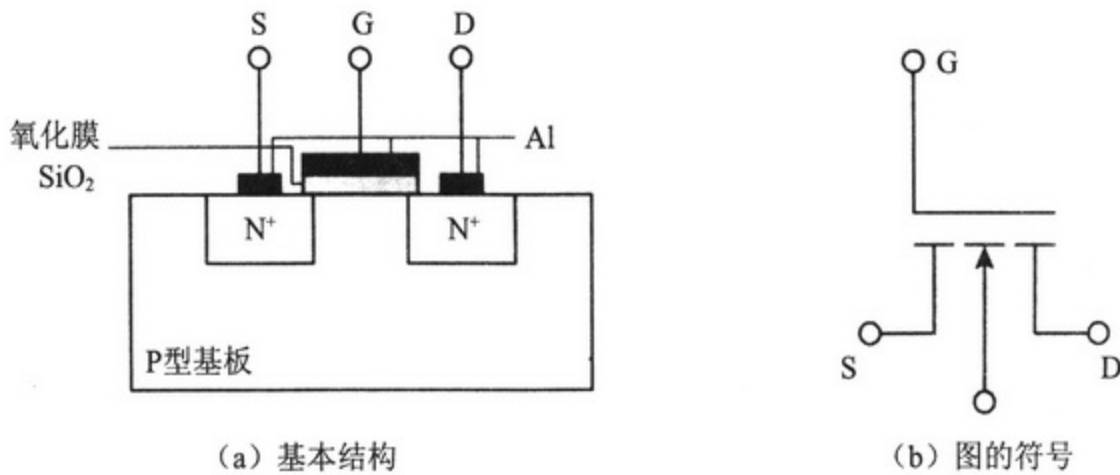 S G D
G
氧化膜
SiO₂
Al
N⁺ N⁺
P型基板
S
D
(a) 基本结构
(b) 图的符号